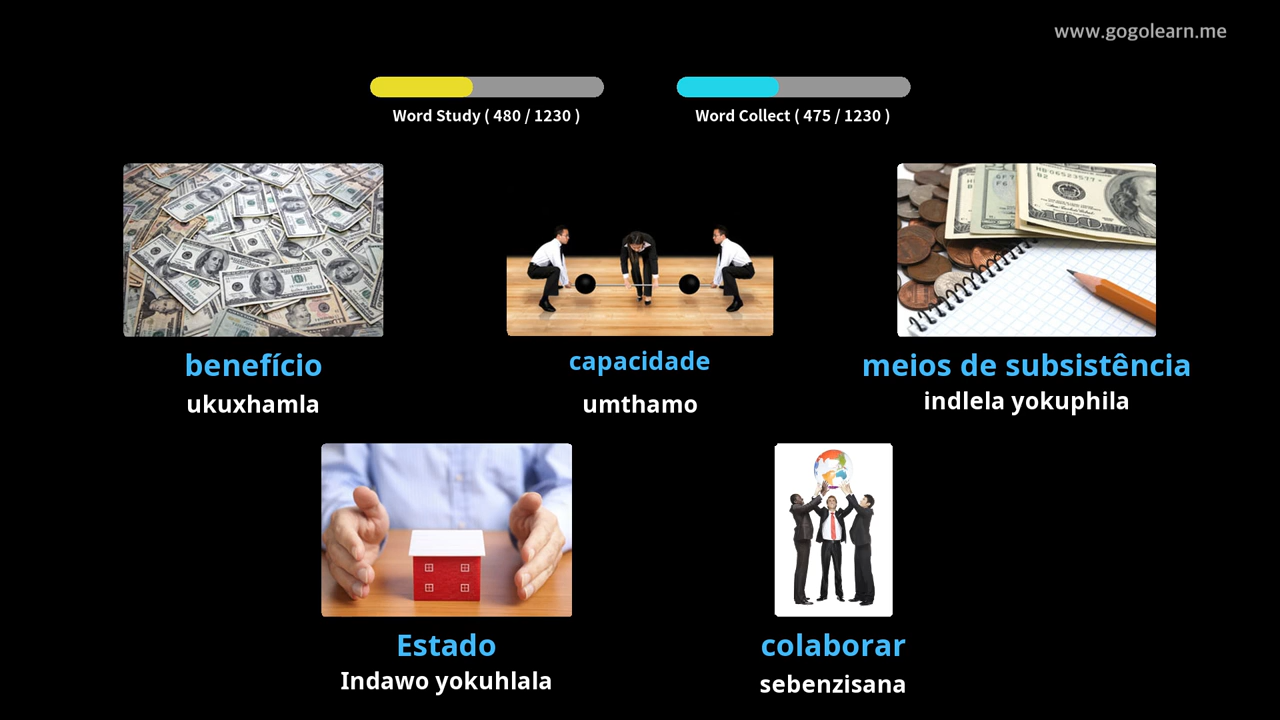 www.gogolearn.me
Word Study ( 480 / 1230 )
Word Collect ( 475 / 1230 )
benefício
ukuxhamla
capacidade
umthamo
meios de subsistência
indlela yokuphila
Estado
Indawo yokuhlala
colaborar
sebenzisana